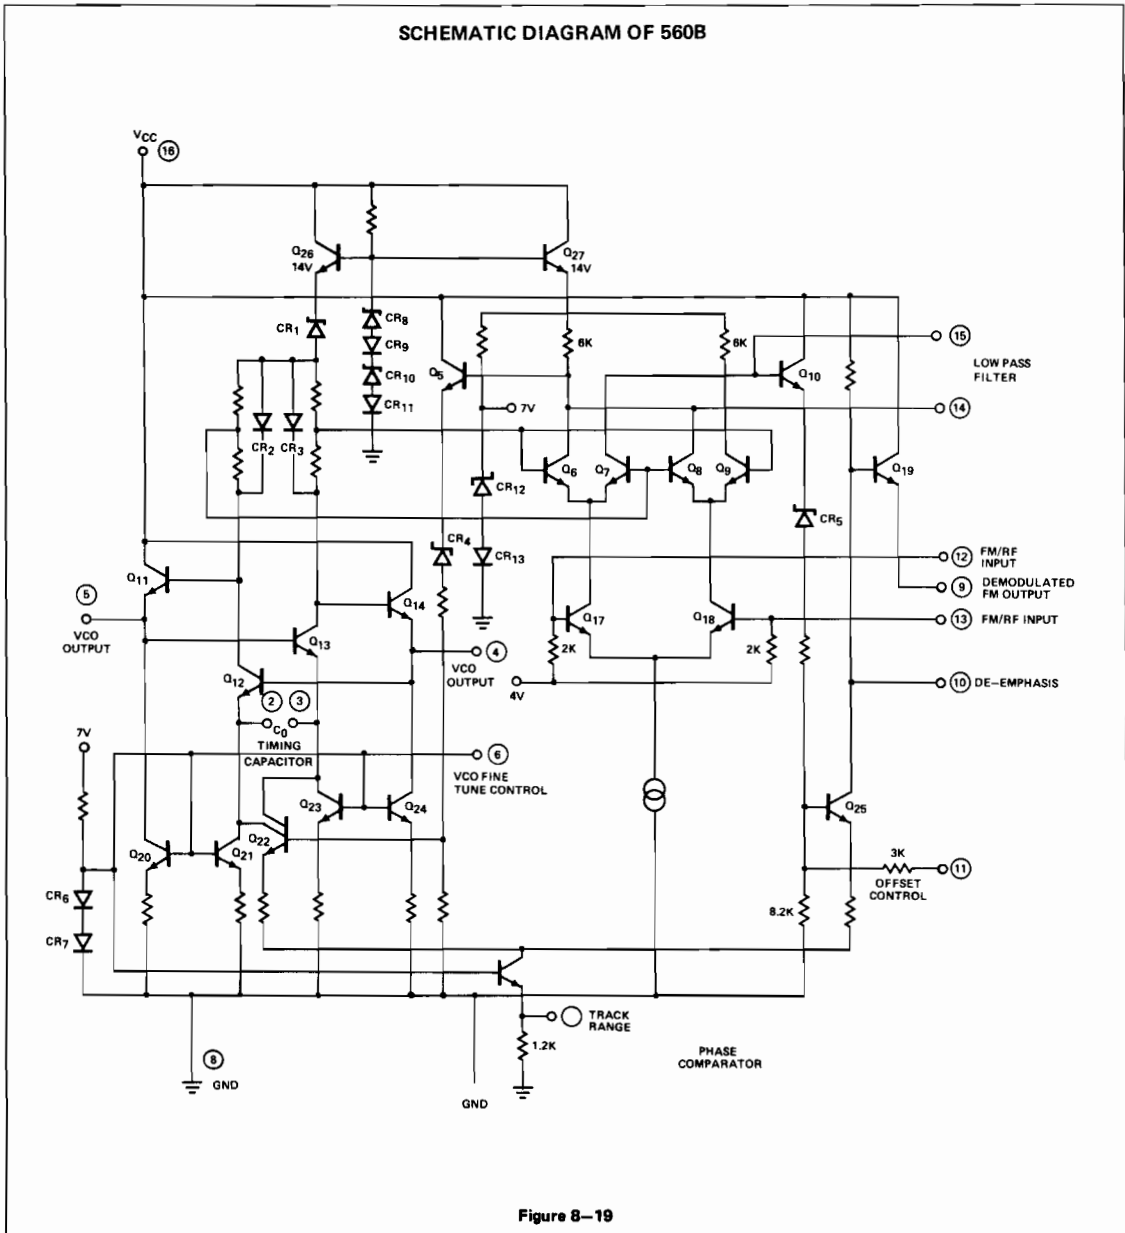 SCHEMATIC DIAGRAM OF 560B
VCC 16
Q26
14V
Q27
14V
CR1
CR8
CR9
CR10
CR11
6K
6K
15
LOW PASS
FILTER
14
Q5
Q10
7V
CR2
CR3
Q6
Q7
Q8
Q9
Q19
CR12
CR5
CR4
CR13
12 FM/RF
INPUT
9 DEMODULATED
FM OUTPUT
13 FM/RF INPUT
Q11
5
VCO
OUTPUT
Q14
Q13
Q17
Q18
2K
2K
4
VCO
OUTPUT
4V
10 DE-EMPHASIS
Q12
2 3
C0
TIMING
CAPACITOR
7V
6
VCO FINE
TUNE CONTROL
Q23
Q24
Q25
Q20
Q21
Q22
3K
11
OFFSET
CONTROL
8.2K
CR6
CR7
TRACK
RANGE
1.2K
PHASE
COMPARATOR
8
GND
GND
Figure 8-19